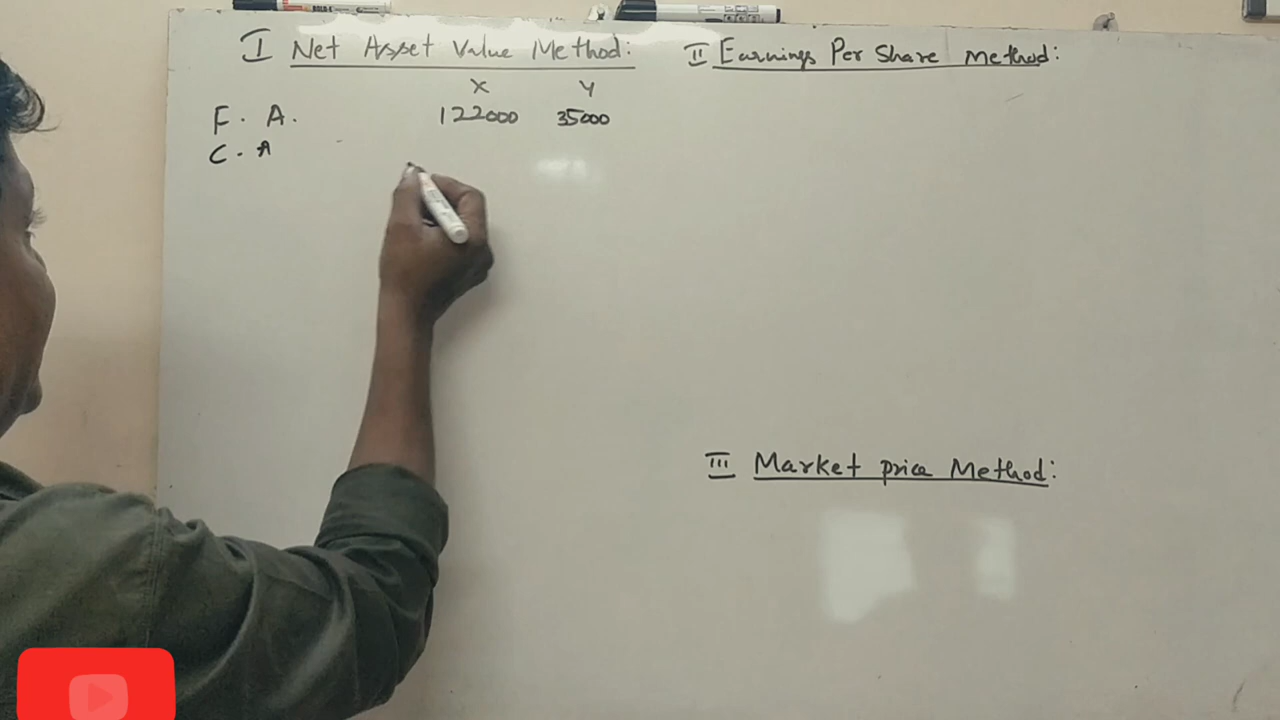 I Net Asset Value Method:
X Y
F. A. 122000 35000
C. A
II Earnings Per Share Method:
III Market price Method: